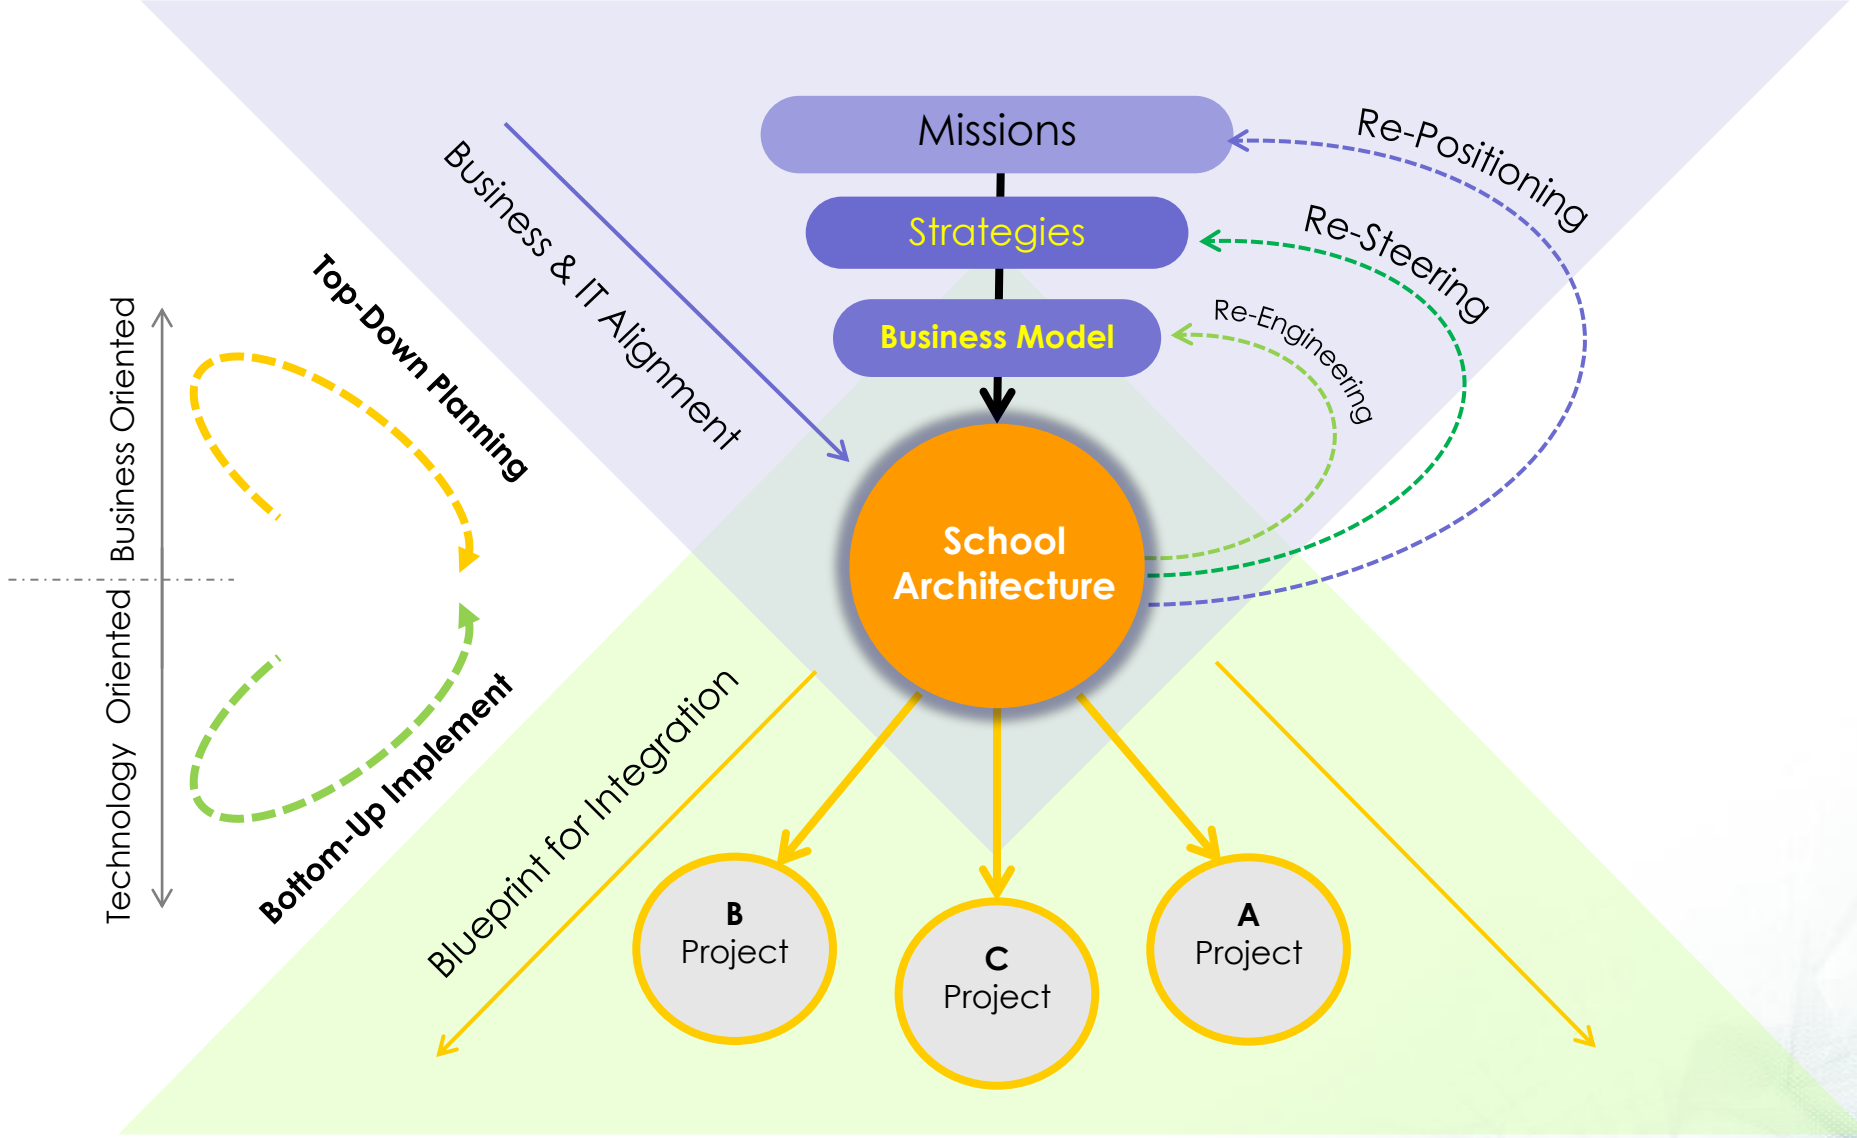 Missions
Strategies
Business Model
School
Architecture
Re-Positioning
Re-Steering
Re-Engineering
Business & IT Alignment
Top-Down Planning
Business Oriented
Technology Oriented
Bottom-Up Implement
Blueprint for Integration
B
Project
C
Project
A
Project